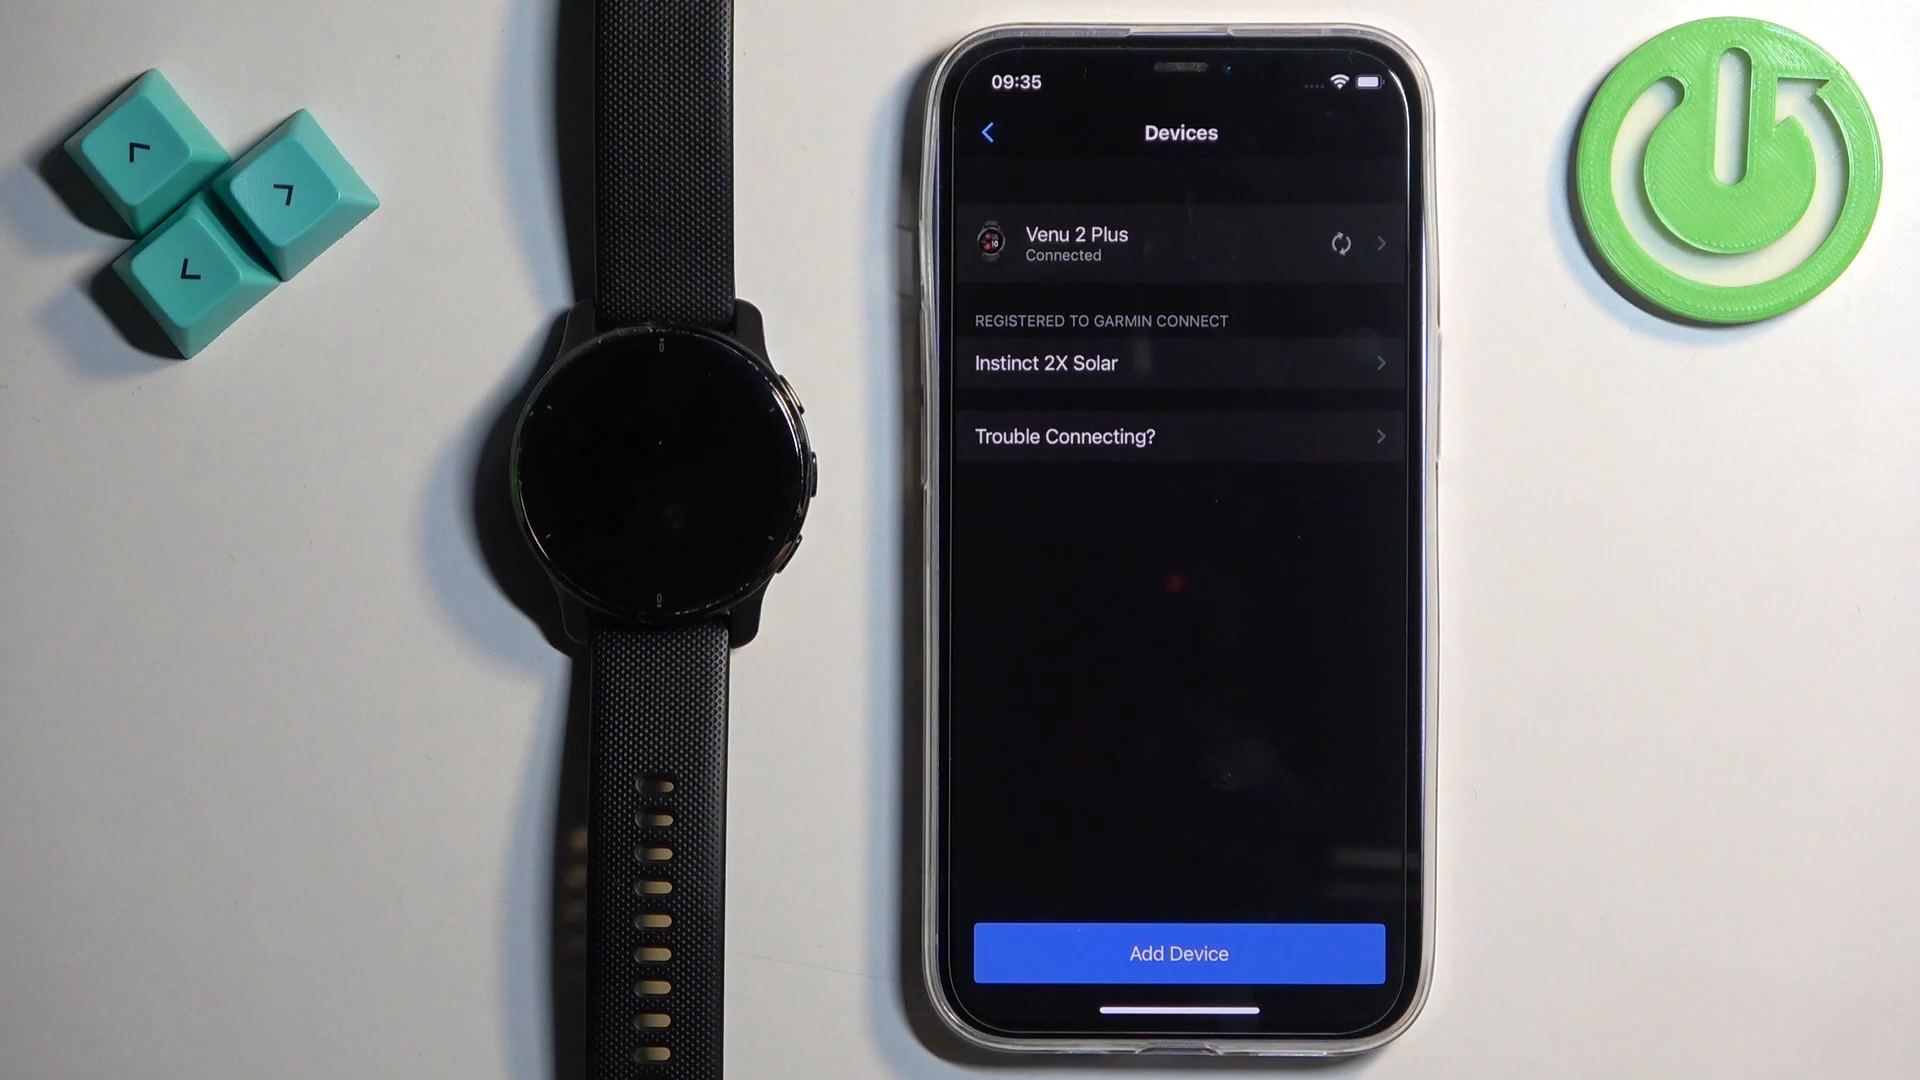 09:35
Devices
Venu 2 Plus
Connected
REGISTERED TO GARMIN CONNECT
Instinct 2X Solar
Trouble Connecting?
Add Device